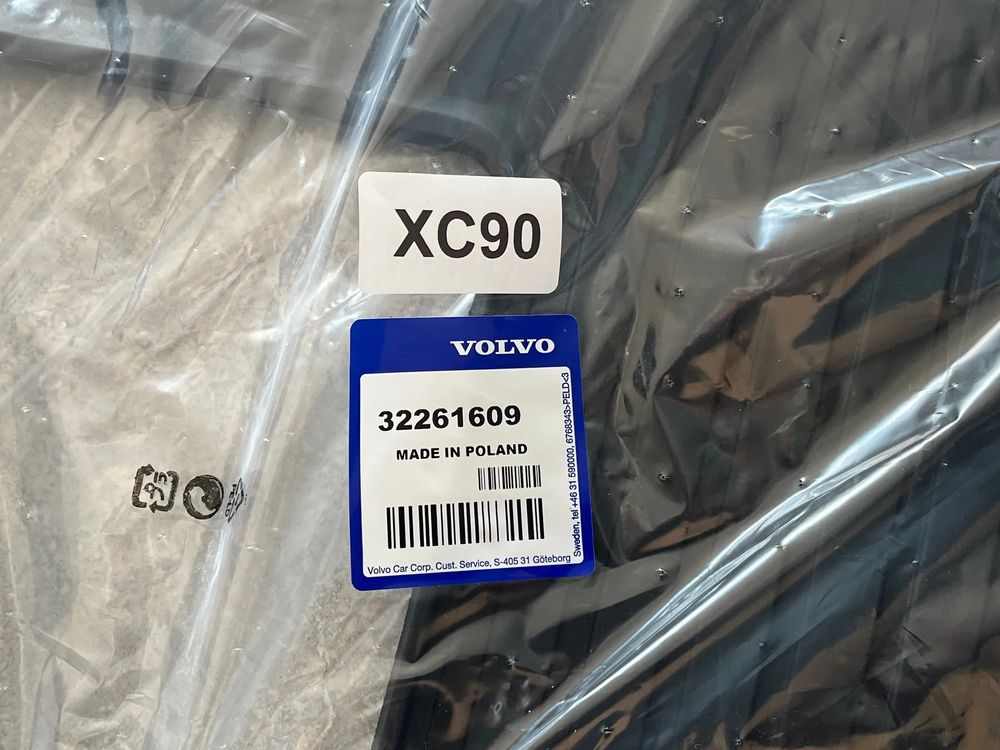 XC90
VOLVO
32261609
MADE IN POLAND
Volvo Car Corp. Cust. Service, S-405 31 Göteborg
Sweden, tel +46 31 590000, 6768343>PELD<3